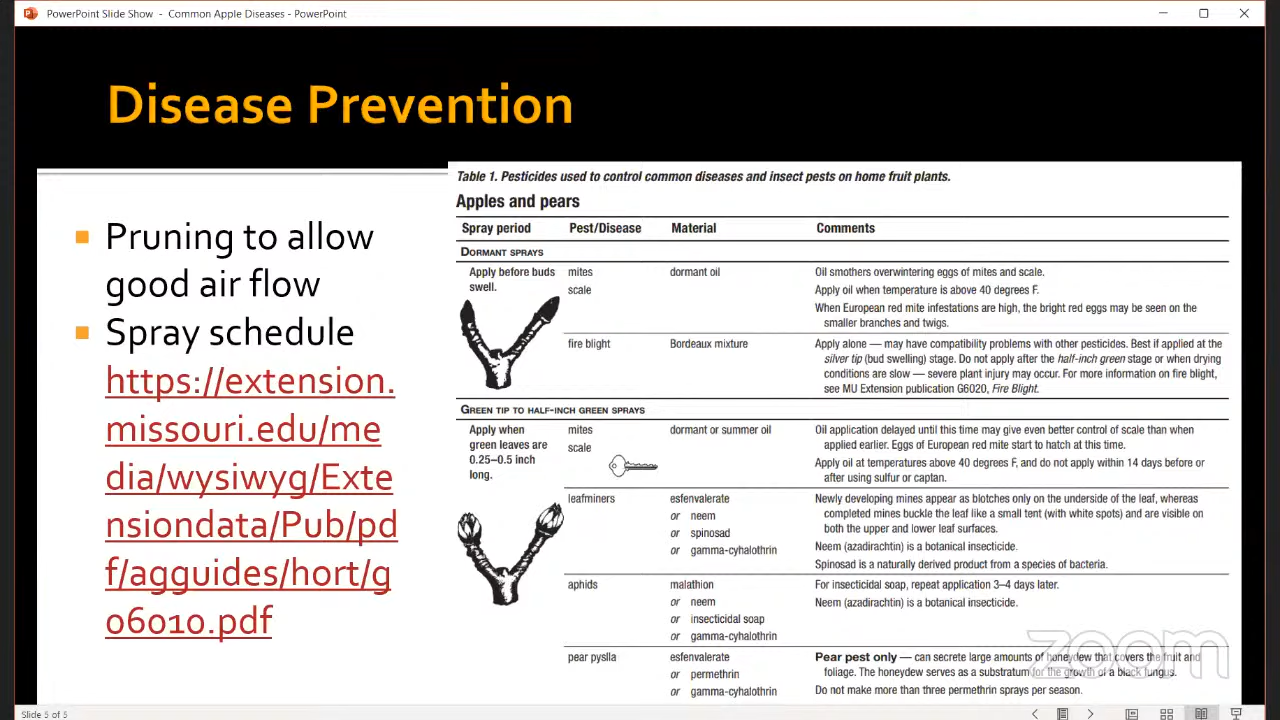 PowerPoint Slide Show - Common Apple Diseases - PowerPoint
Disease Prevention
Pruning to allow
good air flow
Spray schedule
https://extension.
missouri.edu/me
dia/wysiwyg/Exte
nsiondata/Pub/pd
f/agguides/hort/g
06010.pdf
Table 1. Pesticides used to control common diseases and insect pests on home fruit plants.
Apples and pears
Spray period Pest/Disease Material Comments
DORMANT SPRAYS
Apply before buds mites dormant oil Oil smothers overwintering eggs of mites and scale.
swell. scale Apply oil when temperature is above 40 degrees F.
When European red mite infestations are high, the bright red eggs may be seen on the
smaller branches and twigs.
fire blight Bordeaux mixture Apply alone — may have compatibility problems with other pesticides. Best if applied at the
silver tip (bud swelling) stage. Do not apply after the half-inch green stage or when drying
conditions are slow — severe plant injury may occur. For more information on fire blight,
see MU Extension publication G6020, Fire Blight.
GREEN TIP TO HALF-INCH GREEN SPRAYS
Apply when mites dormant or summer oil Oil application delayed until this time may give even better control of scale than when
green leaves are scale applied earlier. Eggs of European red mite start to hatch at this time.
0.25–0.5 inch Apply oil at temperatures above 40 degrees F, and do not apply within 14 days before or
long. after using sulfur or captan.
leafminers esfenvalerate Newly developing mines appear as blotches only on the underside of the leaf, whereas
or neem completed mines buckle the leaf like a small tent (with white spots) and are visible on
or spinosad both the upper and lower leaf surfaces.
or gamma-cyhalothrin Neem (azadirachtin) is a botanical insecticide.
Spinosad is a naturally derived product from a species of bacteria.
aphids malathion For insecticidal soap, repeat application 3–4 days later.
or neem Neem (azadirachtin) is a botanical insecticide.
or insecticidal soap
or gamma-cyhalothrin
pear pyslla esfenvalerate Pear pest only — can secrete large amounts of honeydew that covers the fruit and
or permethrin foliage. The honeydew serves as a substratum for the growth of a black fungus.
or gamma-cyhalothrin Do not make more than three permethrin sprays per season.
zoom
Slide 5 of 5